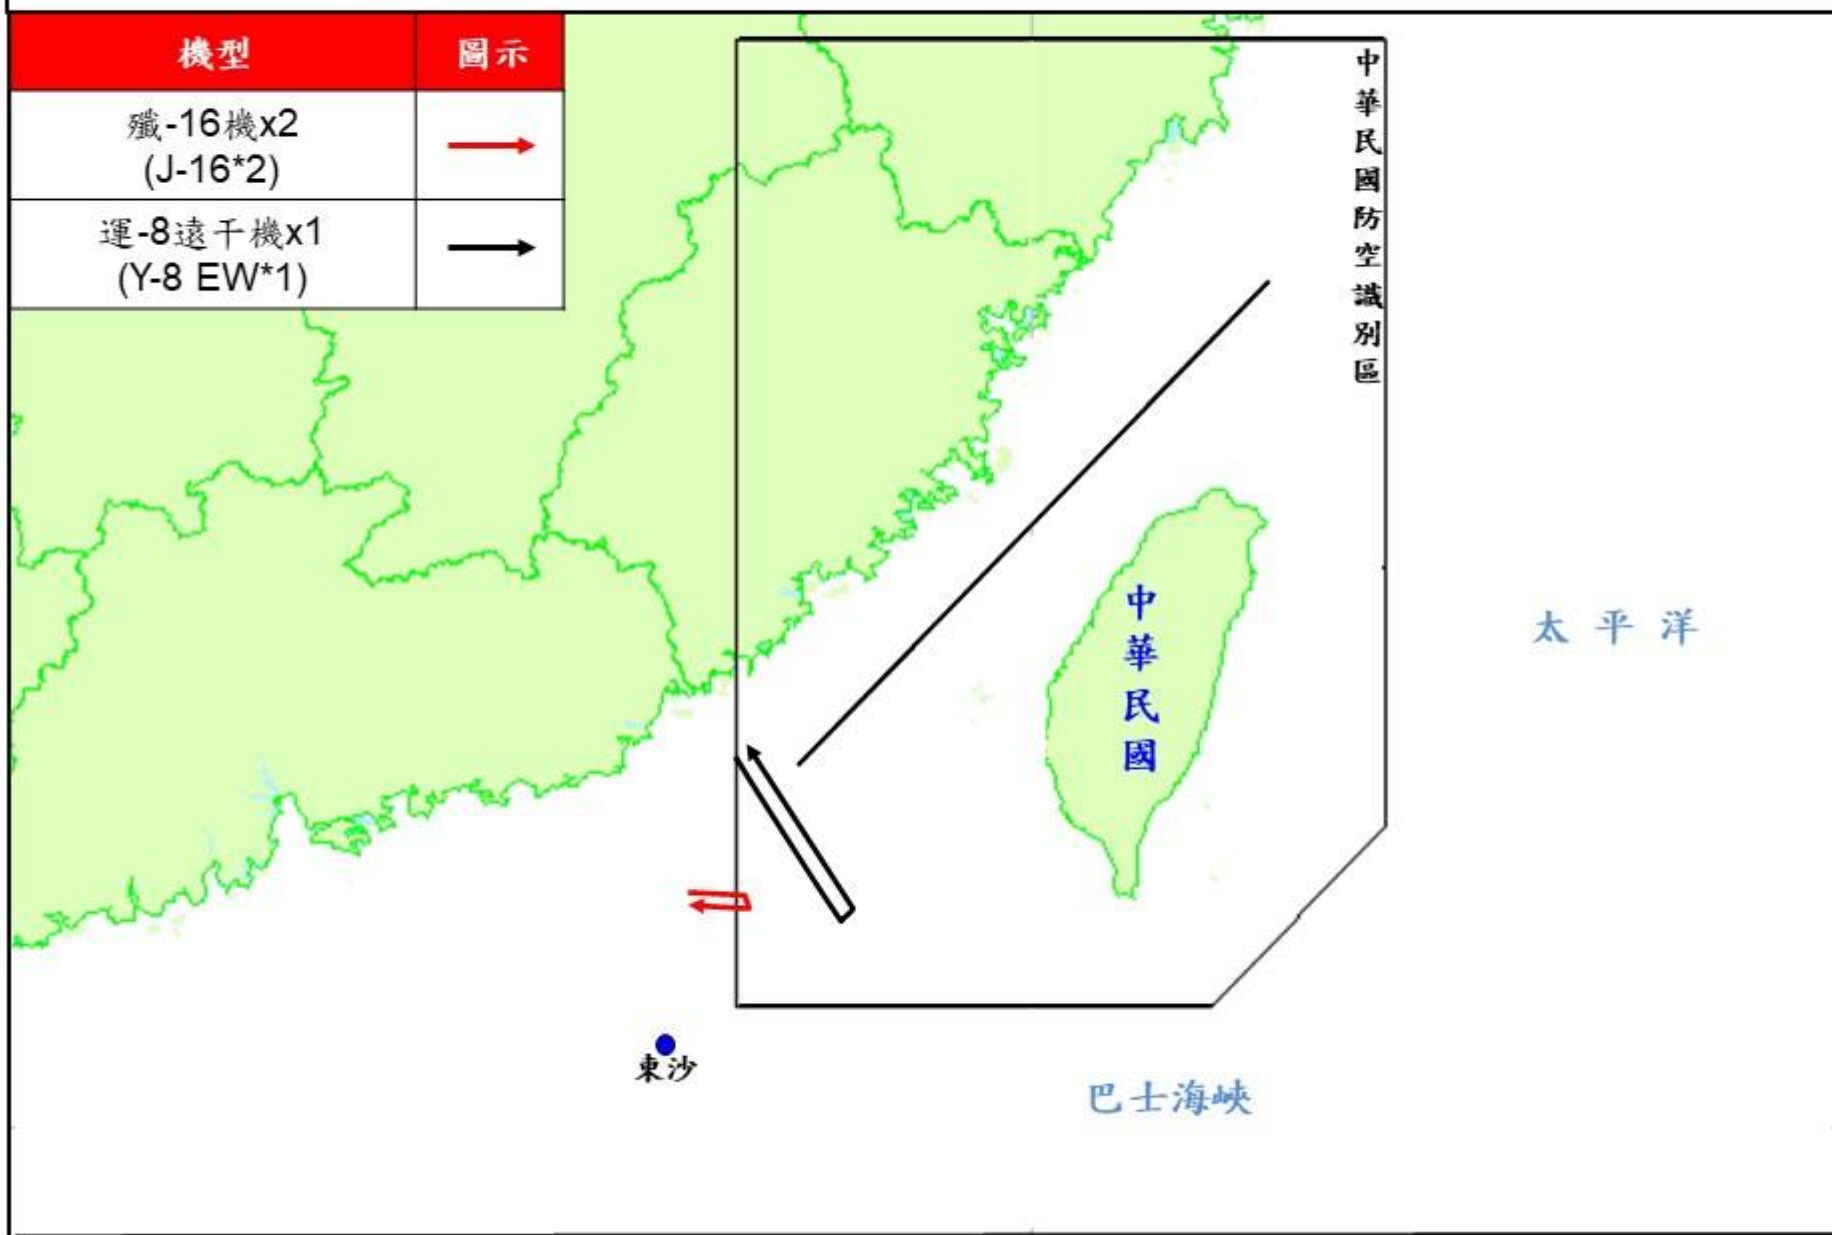 機型 圖示
殲-16機x2
(J-16*2)
運-8遠干機x1
(Y-8 EW*1)
中華民國防空識別區
中華民國
太平洋
東沙
巴士海峽